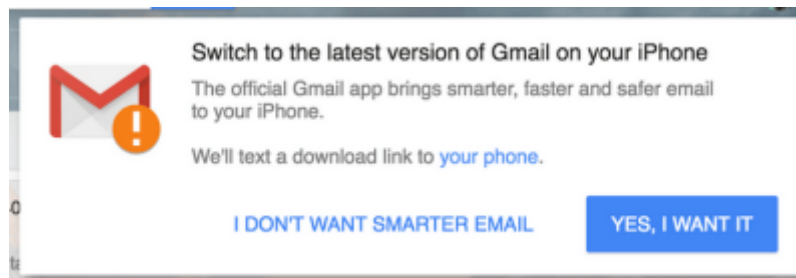 Switch to the latest version of Gmail on your iPhone
The official Gmail app brings smarter, faster and safer email
to your iPhone.
We'll text a download link to your phone.
I DON'T WANT SMARTER EMAIL
YES, I WANT IT